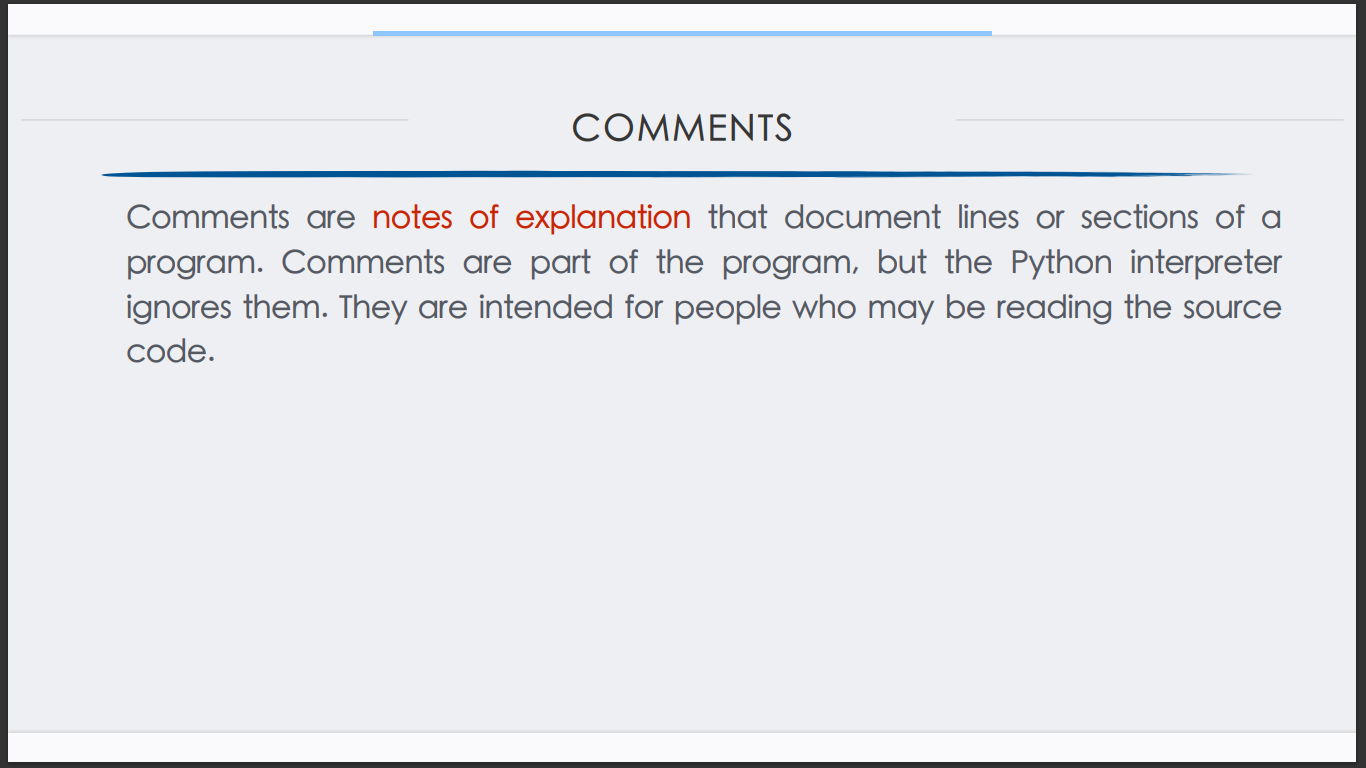 COMMENTS
Comments are notes of explanation that document lines or sections of a
program. Comments are part of the program, but the Python interpreter
ignores them. They are intended for people who may be reading the source
code.